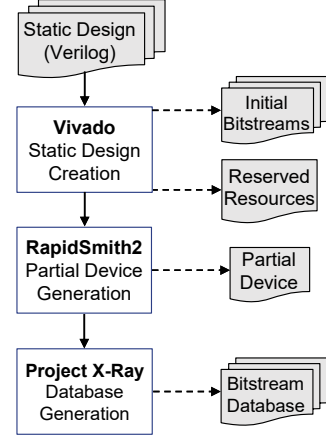 Static Design
(Verilog)
Vivado
Static Design
Creation
Initial
Bitstreams
Reserved
Resources
RapidSmith2
Partial Device
Generation
Partial
Device
Project X-Ray
Database
Generation
Bitstream
Database